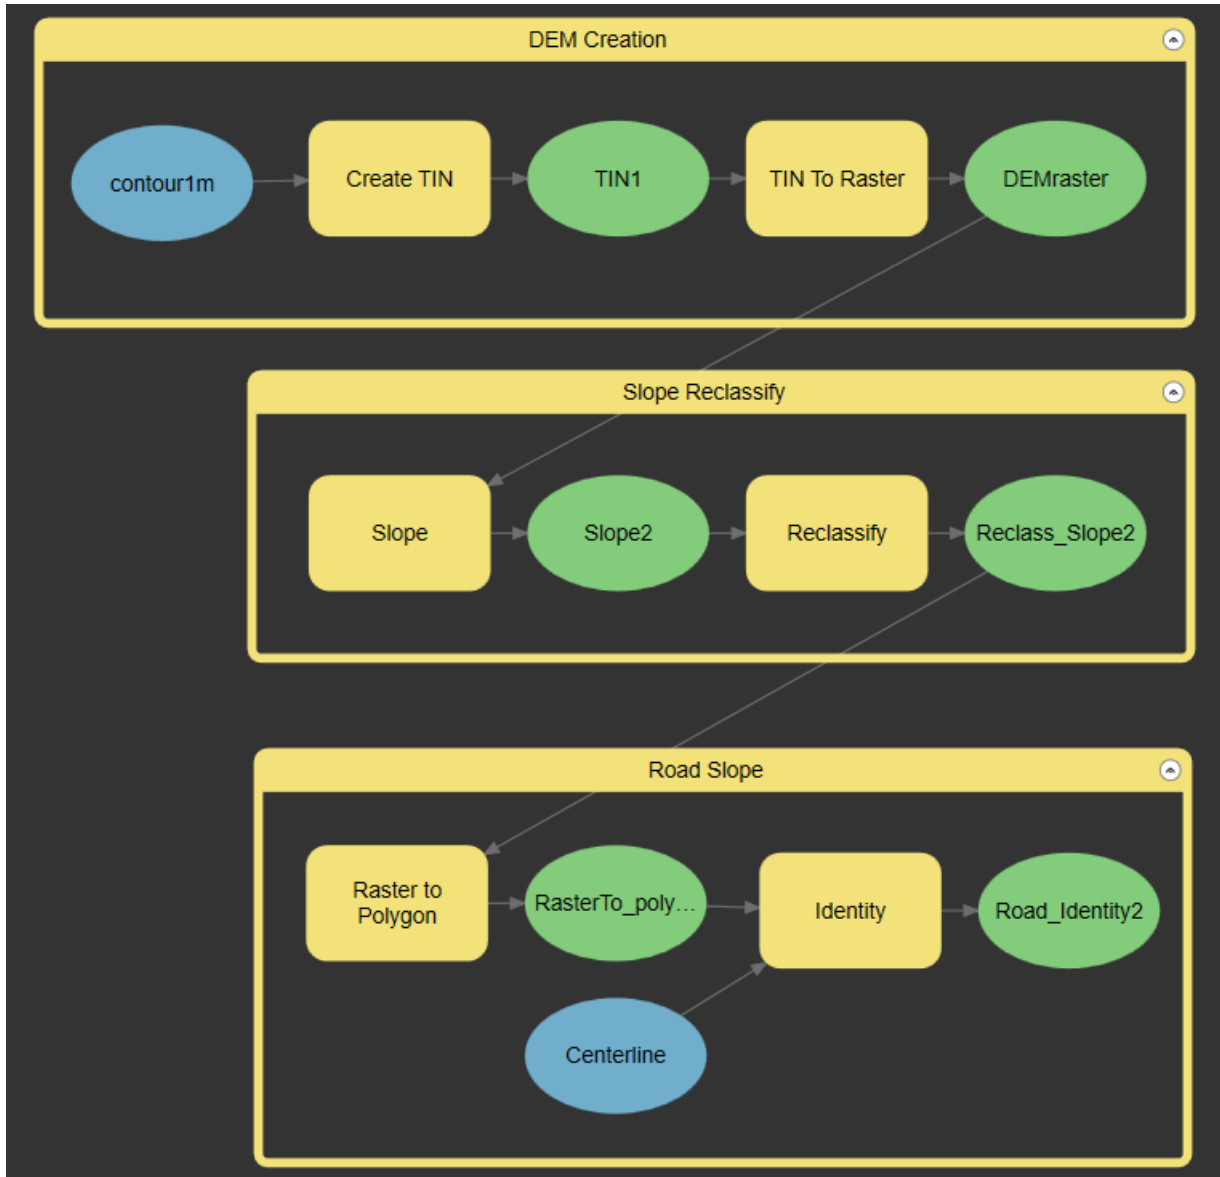 DEM Creation
contour1m
Create TIN
TIN1
TIN To Raster
DEMraster
Slope Reclassify
Slope
Slope2
Reclassify
Reclass_Slope2
Road Slope
Raster to
Polygon
RasterTo_poly...
Identity
Road_Identity2
Centerline